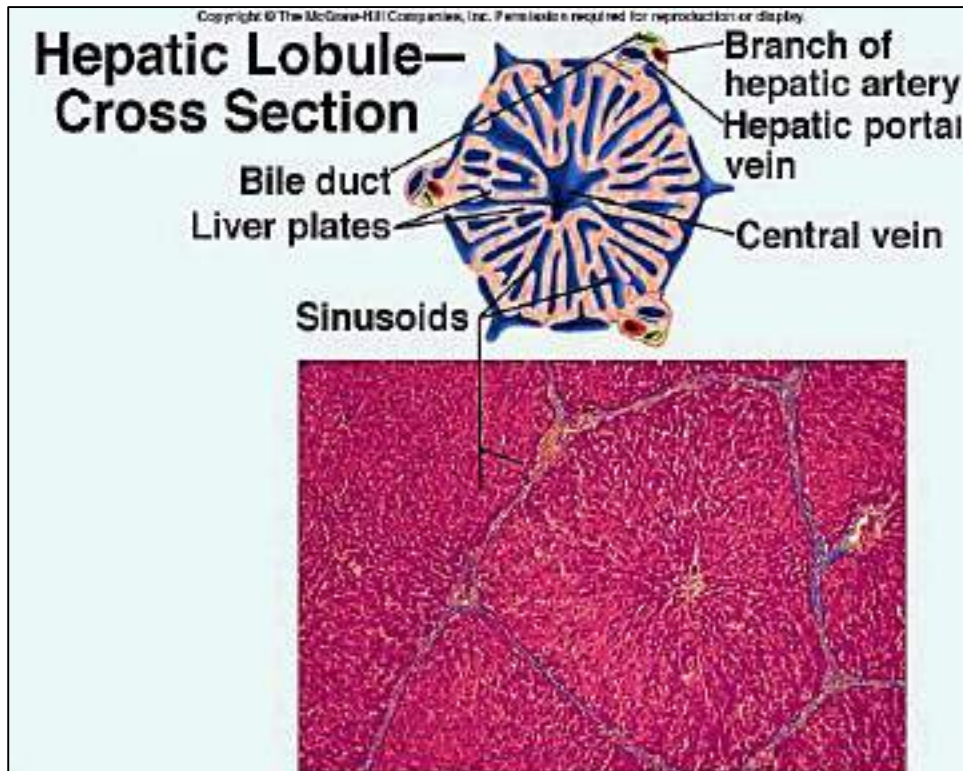 Copyright © The McGraw-Hill Companies, Inc. Permission required for reproduction or display.
Hepatic Lobule—
Cross Section
Branch of
hepatic artery
Hepatic portal
vein
Bile duct
Liver plates
Central vein
Sinusoids